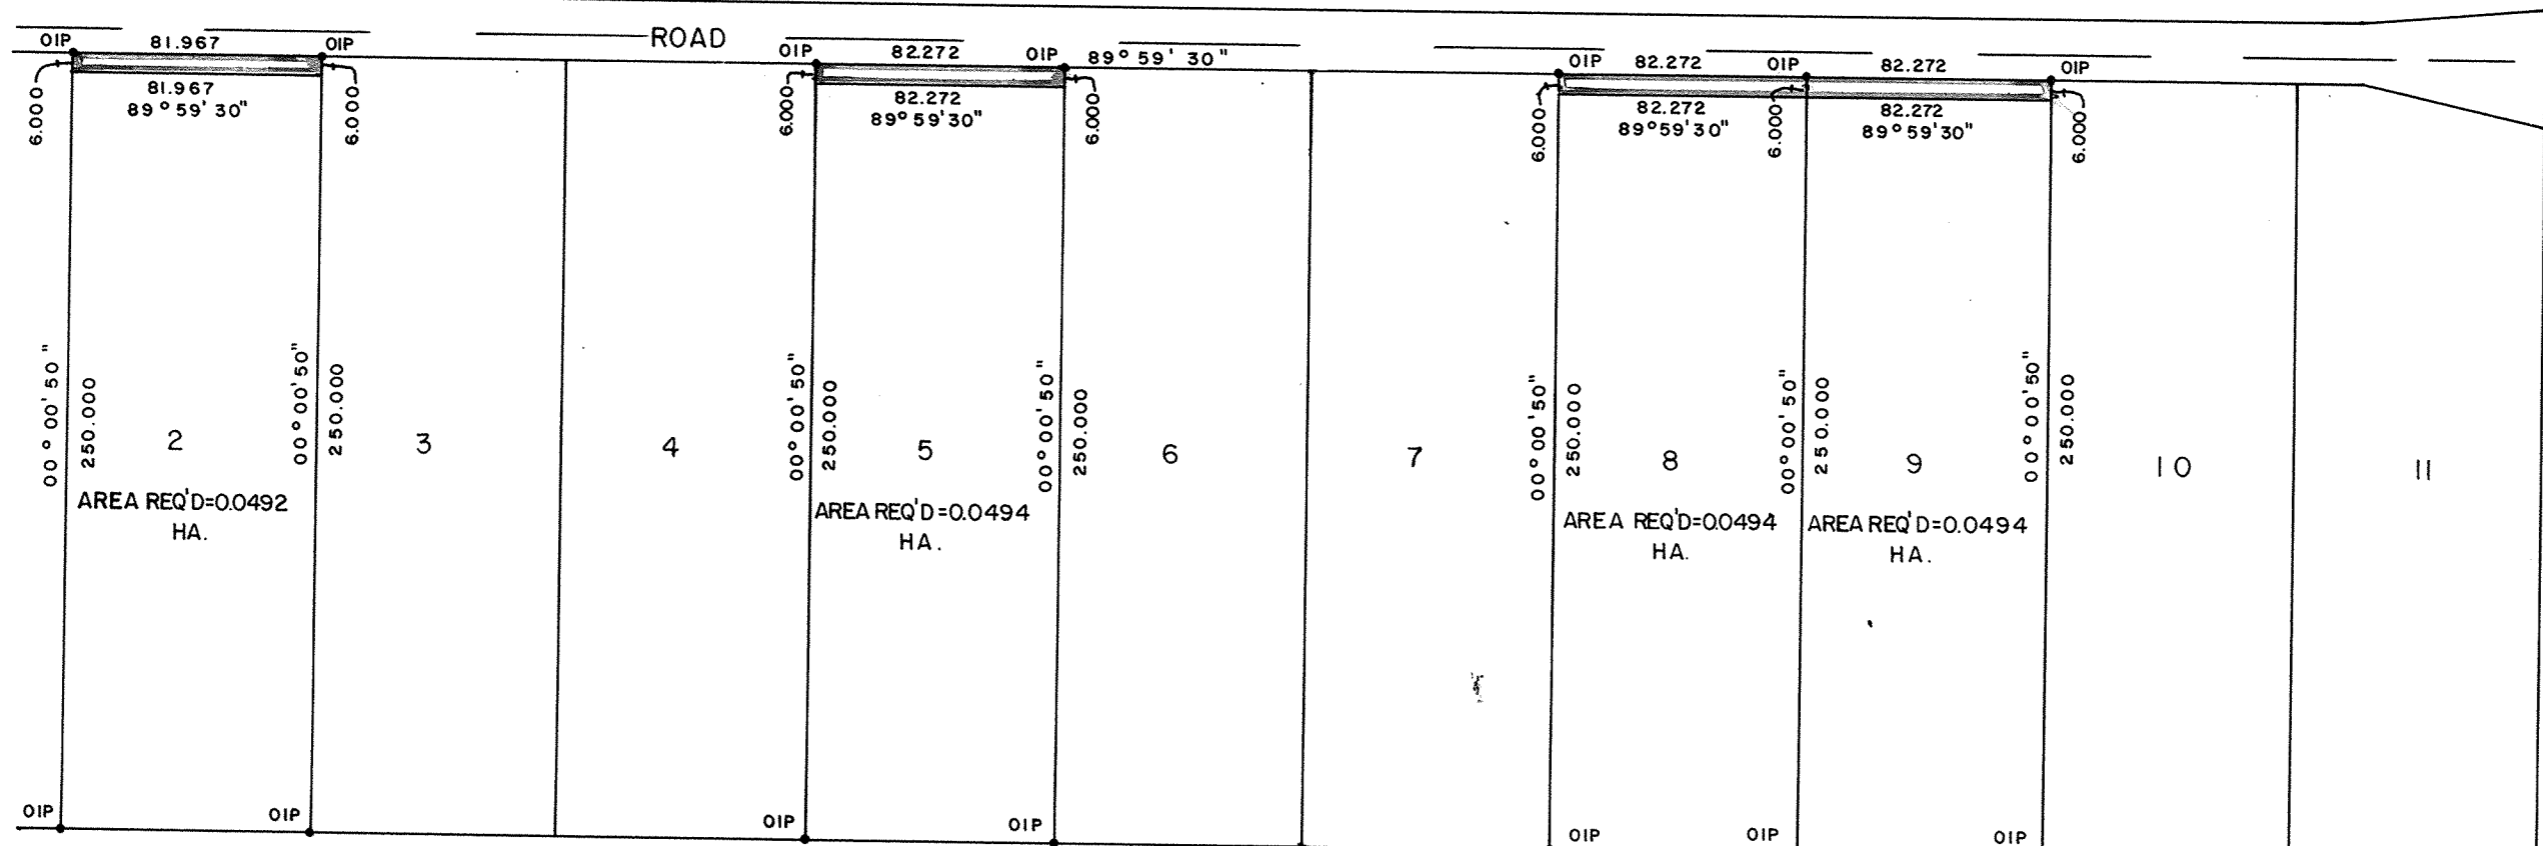 ROAD
OIP
81.967
OIP
OIP
82.272
OIP
89° 59' 30"
OIP
82.272
OIP
82.272
OIP
6.000
81.967
89° 59' 30"
6.000
6.000
82.272
89° 59' 30"
6.000
6.000
82.272
89° 59' 30"
6.000
82.272
89° 59' 30"
6.000
00° 00' 50"
250.000
2
00° 00' 50"
250.000
3
4
00° 00' 50"
250.000
5
00° 00' 50"
250.000
6
7
00° 00' 50"
250.000
8
00° 00' 50"
250.000
9
00° 00' 50"
250.000
10
11
AREA REQ'D=0.0492
HA.
AREA REQ'D=0.0494
HA.
AREA REQ'D=0.0494
HA.
AREA REQ'D=0.0494
HA.
OIP
OIP
OIP
OIP
OIP
OIP
OIP